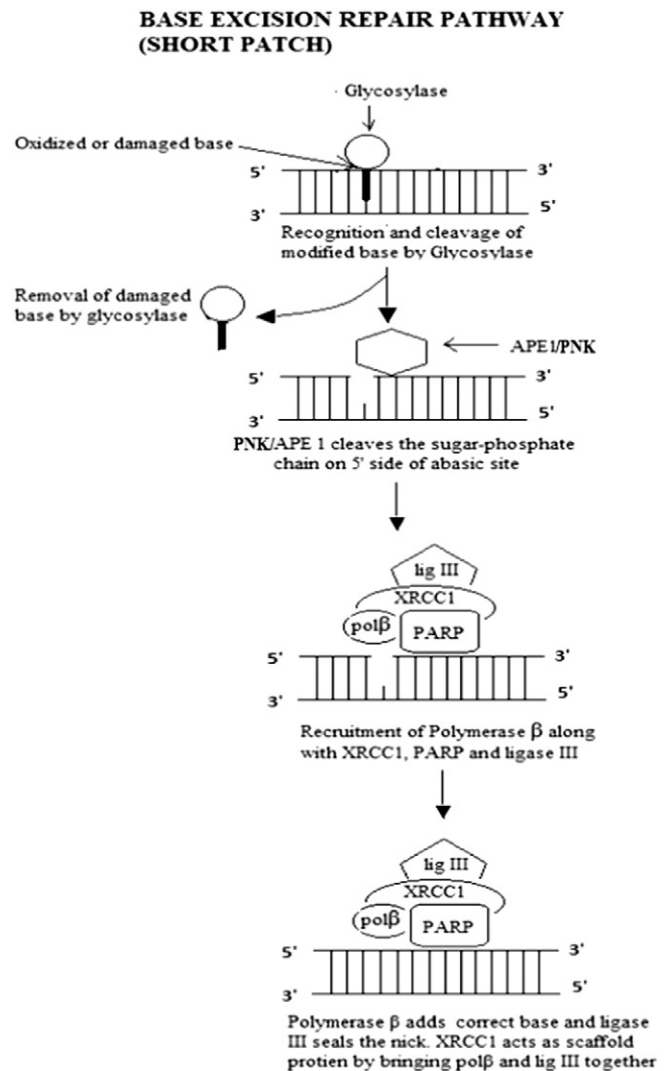 BASE EXCISION REPAIR PATHWAY
(SHORT PATCH)
Glycosylase
Oxidized or damaged base
5' 3'
3' 5'
Recognition and cleavage of
modified base by Glycosylase
Removal of damaged
base by glycosylase
APE1/PNK
5' 3'
3' 5'
PNK/APE 1 cleaves the sugar-phosphate
chain on 5' side of abasic site
lig III
XRCC1
polβ PARP
5' 3'
3' 5'
Recruitment of Polymerase β along
with XRCC1, PARP and ligase III
lig III
XRCC1
polβ PARP
5' 3'
3' 5'
Polymerase β adds correct base and ligase
III seals the nick. XRCC1 acts as scaffold
protien by bringing polβ and lig III together